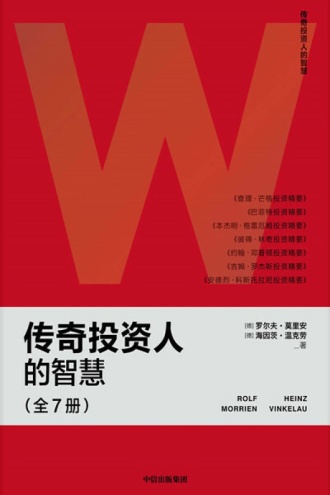 传奇投资人的智慧
W
《查理·芒格投资精要》
《巴菲特投资精要》
《本杰明·格雷厄姆投资精要》
《彼得·林奇投资精要》
《约翰·邓普顿投资精要》
《吉姆·罗杰斯投资精要》
《安德烈·科斯托拉尼投资精要》
传奇投资人
的智慧
(全7册)
[德] 罗尔夫·莫里安
[德] 海因茨·温克劳
_著
ROLF HEINZ
MORRIEN VINKELAU
中信出版集团